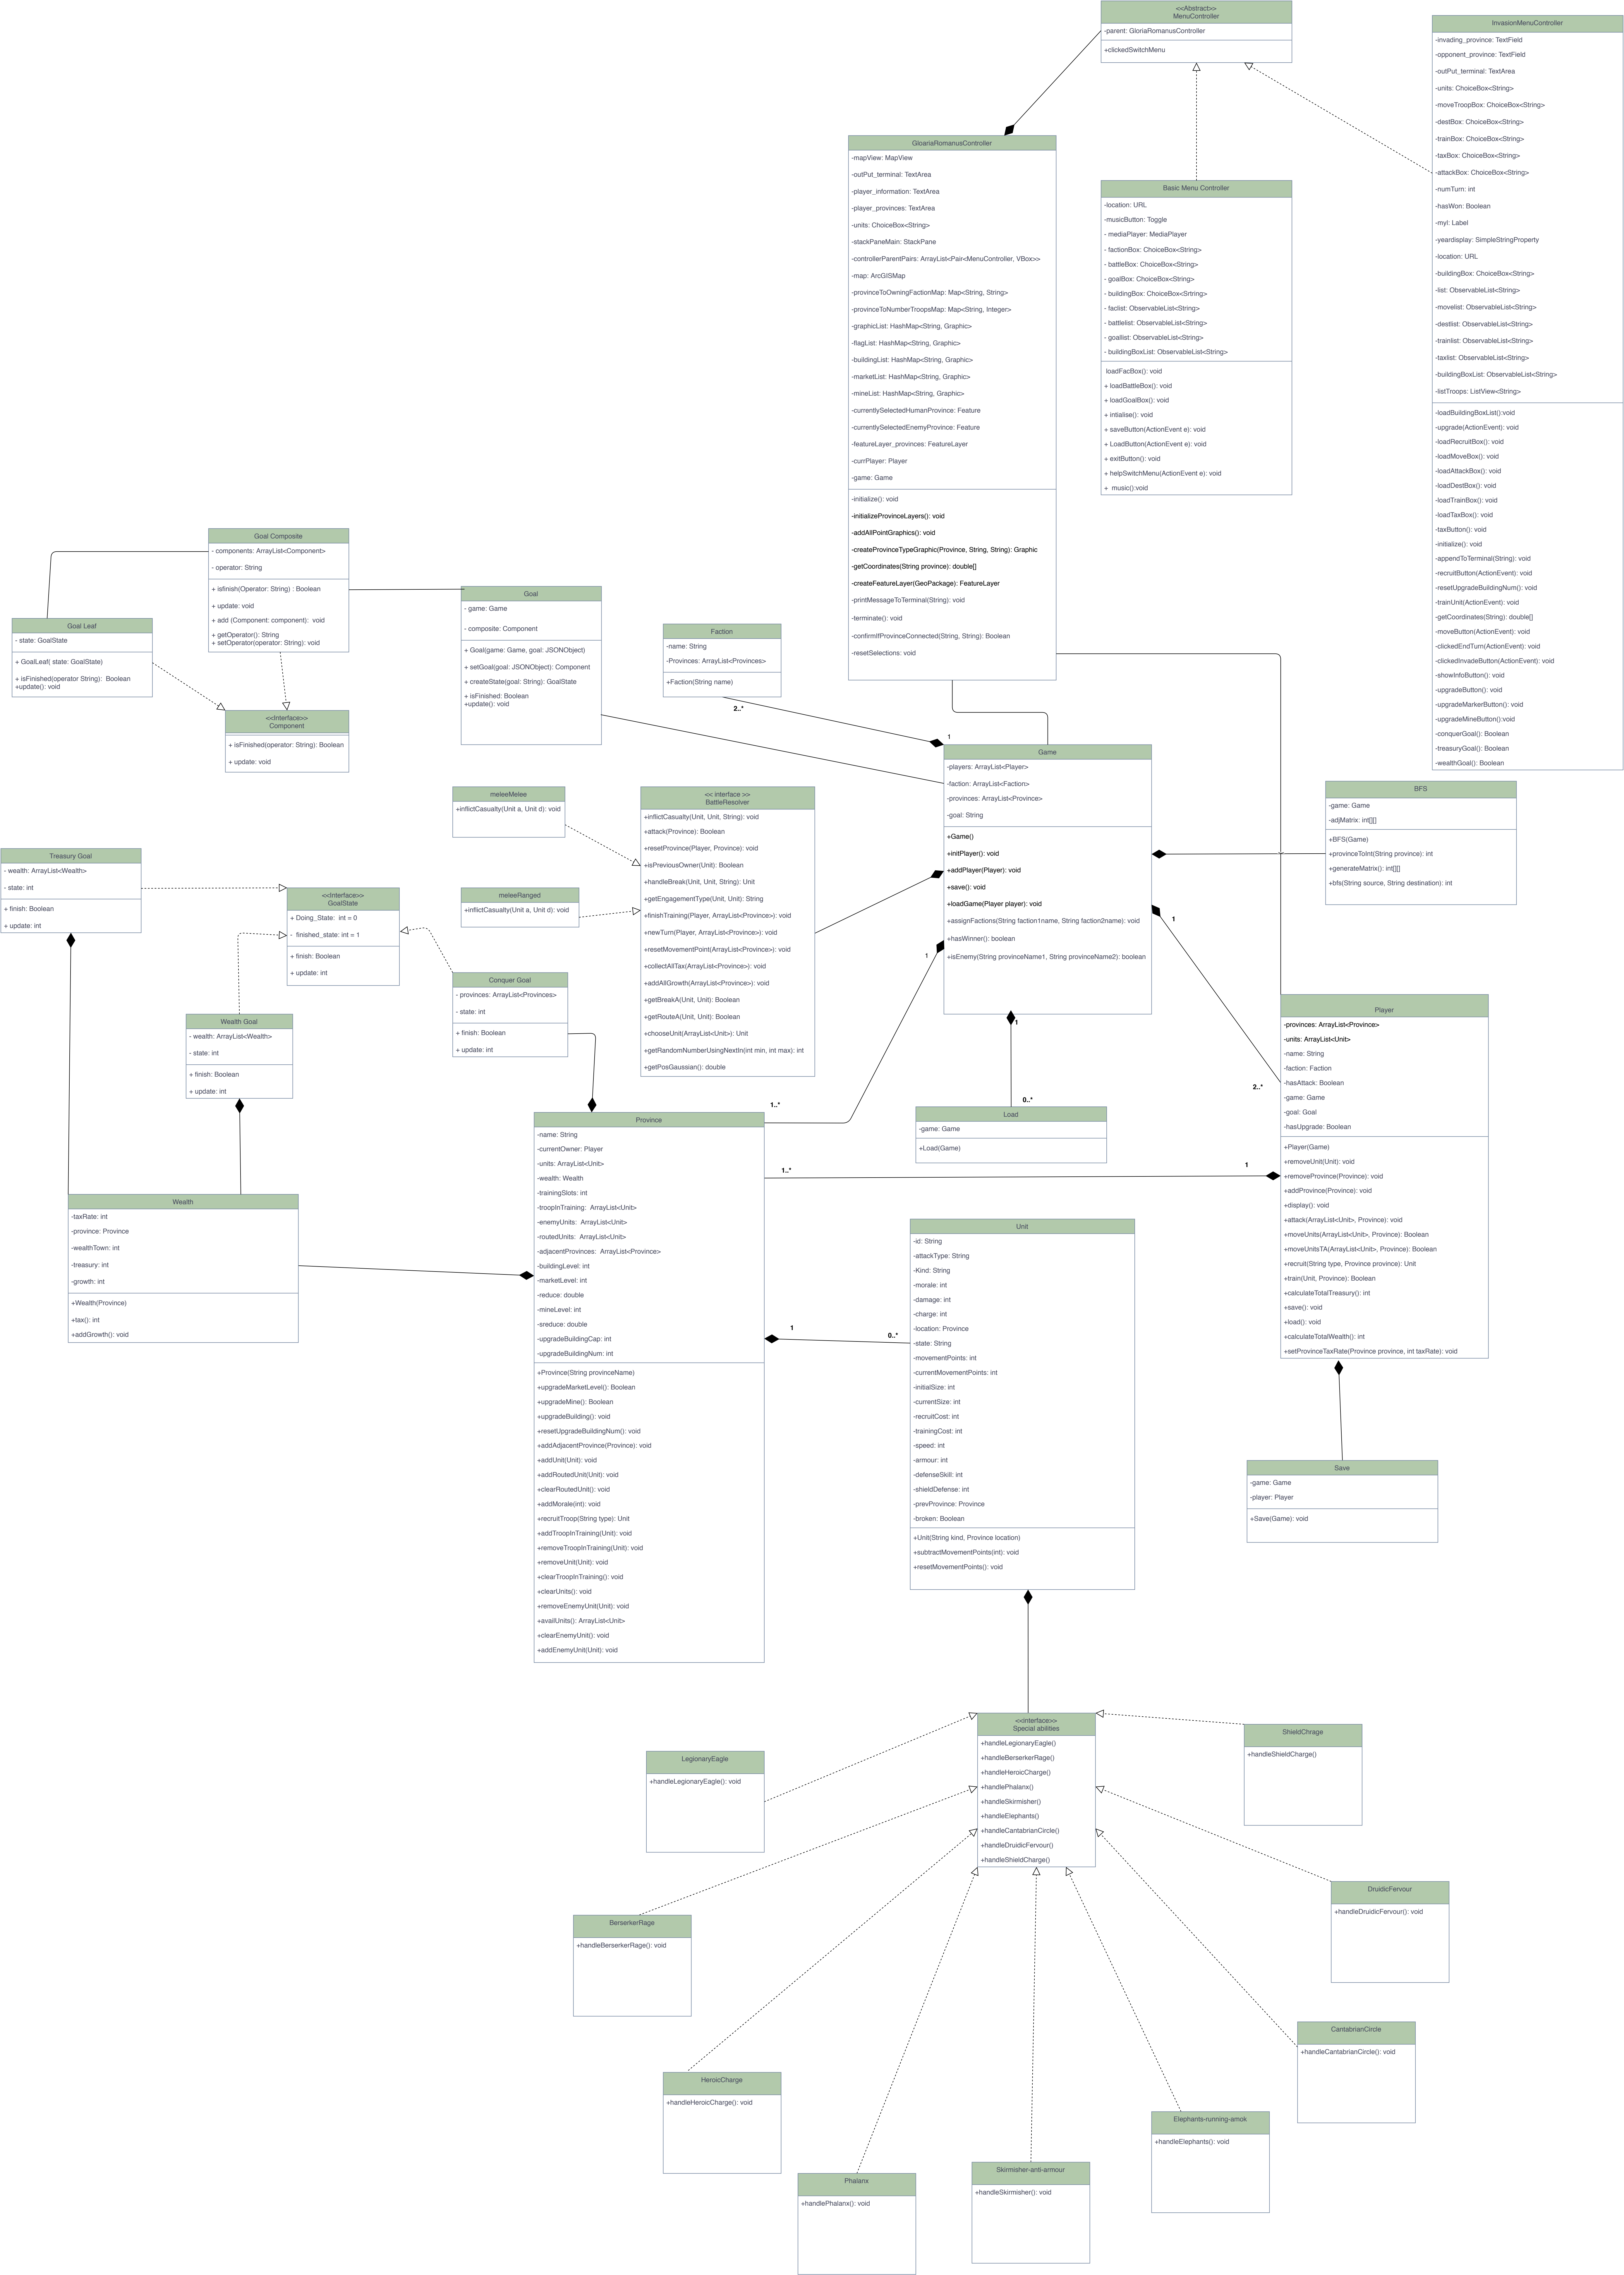 <<Abstract>>
MenuController
-parent: GloriaRomanusController
+clickedSwitchMenu
InvasionMenuController
-invading_province: TextField
-opponent_province: TextField
-outPut_terminal: TextArea
-units: ChoiceBox<String>
-moveTroopBox: ChoiceBox<String>
-destBox: ChoiceBox<String>
-trainBox: ChoiceBox<String>
-taxBox: ChoiceBox<String>
-attackBox: ChoiceBox<String>
-numTurn: int
-hasWon: Boolean
-myl: Label
-yeardisplay: SimpleStringProperty
-location: URL
-buildingBox: ChoiceBox<String>
-list: ObservableList<String>
-movelist: ObservableList<String>
-destlist: ObservableList<String>
-trainlist: ObservableList<String>
-taxlist: ObservableList<String>
-buildingBoxList: ObservableList<String>
-listTroops: ListView<String>
-loadBuildingBoxList():void
-upgrade(ActionEvent): void
-loadRecruitBox(): void
-loadMoveBox(): void
-loadAttackBox(): void
-loadDestBox(): void
-loadTrainBox(): void
-loadTaxBox(): void
-taxButton(): void
-initialize(): void
-appendToTerminal(String): void
-recruitButton(ActionEvent): void
-resetUpgradeBuildingNum(): void
-trainUnit(ActionEvent): void
-getCoordinates(String): double[]
-moveButton(ActionEvent): void
-clickedEndTurn(ActionEvent): void
-clickedInvadeButton(ActionEvent): void
-showInfoButton(): void
-upgradeButton(): void
-upgradeMarkerButton(): void
-upgradeMineButton():void
-conquerGoal(): Boolean
-treasuryGoal(): Boolean
-wealthGoal(): Boolean
GloariaRomanusController
-mapView: MapView
-outPut_terminal: TextArea
-player_information: TextArea
-player_provinces: TextArea
-units: ChoiceBox<String>
-stackPaneMain: StackPane
-controllerParentPairs: ArrayList<Pair<MenuController, VBox>>
-map: ArcGISMap
-provinceToOwningFactionMap: Map<String, String>
-provinceToNumberTroopsMap: Map<String, Integer>
-graphicList: HashMap<String, Graphic>
-flagList: HashMap<String, Graphic>
-buildingList: HashMap<String, Graphic>
-marketList: HashMap<String, Graphic>
-mineList: HashMap<String, Graphic>
-currentlySelectedHumanProvince: Feature
-currentlySelectedEnemyProvince: Feature
-featureLayer_provinces: FeatureLayer
-currPlayer: Player
-game: Game
-initialize(): void
-initializeProvinceLayers(): void
-addAllPointGraphics(): void
-createProvinceTypeGraphic(Province, String, String): Graphic
-getCoordinates(String province): double[]
-createFeatureLayer(GeoPackage): FeatureLayer
-printMessageToTerminal(String): void
-terminate(): void
-confirmIfProvinceConnected(String, String): Boolean
-resetSelections: void
Basic Menu Controller
-location: URL
-musicButton: Toggle
- mediaPlayer: MediaPlayer
- factionBox: ChoiceBox<String>
- battleBox: ChoiceBox<String>
- goalBox: ChoiceBox<String>
- buildingBox: ChoiceBox<Srtring>
- faclist: ObservableList<String>
- battlelist: ObservableList<String>
- goallist: ObservableList<String>
- buildingBoxList: ObservableList<String>
loadFacBox(): void
+ loadBattleBox(): void
+ loadGoalBox(): void
+ intialise(): void
+ saveButton(ActionEvent e): void
+ LoadButton(ActionEvent e): void
+ exitButton(): void
+ helpSwitchMenu(ActionEvent e): void
+ music():void
Goal Composite
- components: ArrayList<Component>
- operator: String
+ isfinish(Operator: String) : Boolean
+ update: void
+ add (Component: component): void
+ getOperator(): String
+ setOperator(operator: String): void
Goal Leaf
- state: GoalState
+ GoalLeaf( state: GoalState)
+ isFinished(operator String): Boolean
+update(): void
<<Interface>>
Component
+ isFinished(operator: String): Boolean
+ update: void
Goal
- game: Game
- composite: Component
+ Goal(game: Game, goal: JSONObject)
+ setGoal(goal: JSONObject); Component
+ createState(goal: String): GoalState
+ isFinished: Boolean
+update(): void
Faction
-name: String
-Provinces: ArrayList<Provinces>
+Faction(String name)
2..*
1
Game
-players: ArrayList<Player>
-faction: ArrayList<Faction>
-provinces: ArrayList<Province>
-goal: String
+Game()
+initPlayer(): void
+addPlayer(Player): void
+save(): void
+loadGame(Player player): void
+assignFactions(String faction1name, String faction2name): void
+hasWinner(): boolean
+isEnemy(String provinceName1, String provinceName2): boolean
BFS
-game: Game
-adjMatrix: int[][]
+BFS(Game)
+provinceToInt(String province): int
+generateMatrix(): int[][]
+bfs(String source, String destination): int
meleeMelee
+inflictCasualty(Unit a, Unit d): void
meleeRanged
+inflictCasualty(Unit a, Unit d): void
<< interface >>
BattleResolver
+inflictCasualty(Unit, Unit, String): void
+attack(Province): Boolean
+resetProvince(Player, Province): void
+isPreviousOwner(Unit): Boolean
+handleBreak(Unit, Unit, String): Unit
+getEngagementType(Unit, Unit): String
+finishTraining(Player, ArrayList<Province>): void
+newTurn(Player, ArrayList<Province>): void
+resetMovementPoint(ArrayList<Province>): void
+collectAllTax(ArrayList<Province>): void
+addAllGrowth(ArrayList<Province>): void
+getBreakA(Unit, Unit): Boolean
+getRouteA(Unit, Unit): Boolean
+chooseUnit(ArrayList<Unit>): Unit
+getRandomNumberUsingNextIn(int min, int max): int
+getPosGaussian(): double
Treasury Goal
- wealth: ArrayList<Wealth>
- state: int
+ finish: Boolean
+ update: int
<<Interface>>
GoalState
+ Doing_State: int = 0
- finished_state: int = 1
+ finish: Boolean
+ update: int
Wealth Goal
- wealth: ArrayList<Wealth>
- state: int
+ finish: Boolean
+ update: int
Conquer Goal
- provinces: ArrayList<Provinces>
- state: int
+ finish: Boolean
+ update: int
1
1
1
1..*
0..*
2..*
Load
-game: Game
+Load(Game)
Player
-provinces: ArrayList<Province>
-units: ArrayList<Unit>
-name: String
-faction: Faction
-hasAttack: Boolean
-game: Game
-goal: Goal
-hasUpgrade: Boolean
+Player(Game)
+removeUnit(Unit): void
+removeProvince(Province): void
+addProvince(Province): void
+display(): void
+attack(ArrayList<Unit>, Province): void
+moveUnits(ArrayList<Unit>, Province): Boolean
+moveUnitsTA(ArrayList<Unit>, Province): Boolean
+recruit(String type, Province province): Unit
+train(Unit, Province): Boolean
+calculateTotalTreasury(): int
+save(): void
+load(): void
+calculateTotalWealth(): int
+setProvinceTaxRate(Province province, int taxRate): void
Province
-name: String
-currentOwner: Player
-units: ArrayList<Unit>
-wealth: Wealth
-trainingSlots: int
-troopInTraining: ArrayList<Unit>
-enemyUnits: ArrayList<Unit>
-routedUnits: ArrayList<Unit>
-adjacentProvinces: ArrayList<Province>
-buildingLevel: int
-marketLevel: int
-reduce: double
-mineLevel: int
-sreduce: double
-upgradeBuildingCap: int
-upgradeBuildingNum: int
+Province(String provinceName)
+upgradeMarketLevel(): Boolean
+upgradeMine(): Boolean
+upgradeBuilding(): void
+resetUpgradeBuildingNum(): void
+addAdjacentProvince(Province): void
+addUnit(Unit): void
+addRoutedUnit(Unit): void
+clearRoutedUnit(): void
+addMorale(int): void
+recruitTroop(String type): Unit
+addTroopInTraining(Unit): void
+removeTroopInTraining(Unit): void
+removeUnit(Unit): void
+clearTroopInTraining(): void
+clearUnits(): void
+removeEnemyUnit(Unit): void
+availUnits(): ArrayList<Unit>
+clearEnemyUnit(): void
+addEnemyUnit(Unit): void
1..*
1
1
0..*
Wealth
-taxRate: int
-province: Province
-wealthTown: int
-treasury: int
-growth: int
+Wealth(Province)
+tax(): int
+addGrowth(): void
Unit
-id: String
-attackType: String
-Kind: String
-morale: int
-damage: int
-charge: int
-location: Province
-state: String
-movementPoints: int
-currentMovementPoints: int
-initialSize: int
-currentSize: int
-recruitCost: int
-trainingCost: int
-speed: int
-armour: int
-defenseSkill: int
-shieldDefense: int
-prevProvince: Province
-broken: Boolean
+Unit(String kind, Province location)
+subtractMovementPoints(int): void
+resetMovementPoints(): void
Save
-game: Game
-player: Player
+Save(Game): void
<<interface>>
Special abilities
+handleLegionaryEagle()
+handleBerserkerRage()
+handleHeroicCharge()
+handlePhalanx()
+handleSkirmisher()
+handleElephants()
+handleCantabrianCircle()
+handleDruidicFervour()
+handleShieldCharge()
ShieldChrage
+handleShieldCharge()
LegionaryEagle
+handleLegionaryEagle(): void
DruidicFervour
+handleDruidicFervour(): void
BerserkerRage
+handleBerserkerRage(): void
CantabrianCircle
+handleCantabrianCircle(): void
HeroicCharge
+handleHeroicCharge(): void
Elephants-running-amok
+handleElephants(): void
Skirmisher-anti-armour
+handleSkirmisher(): void
Phalanx
+handlePhalanx(): void